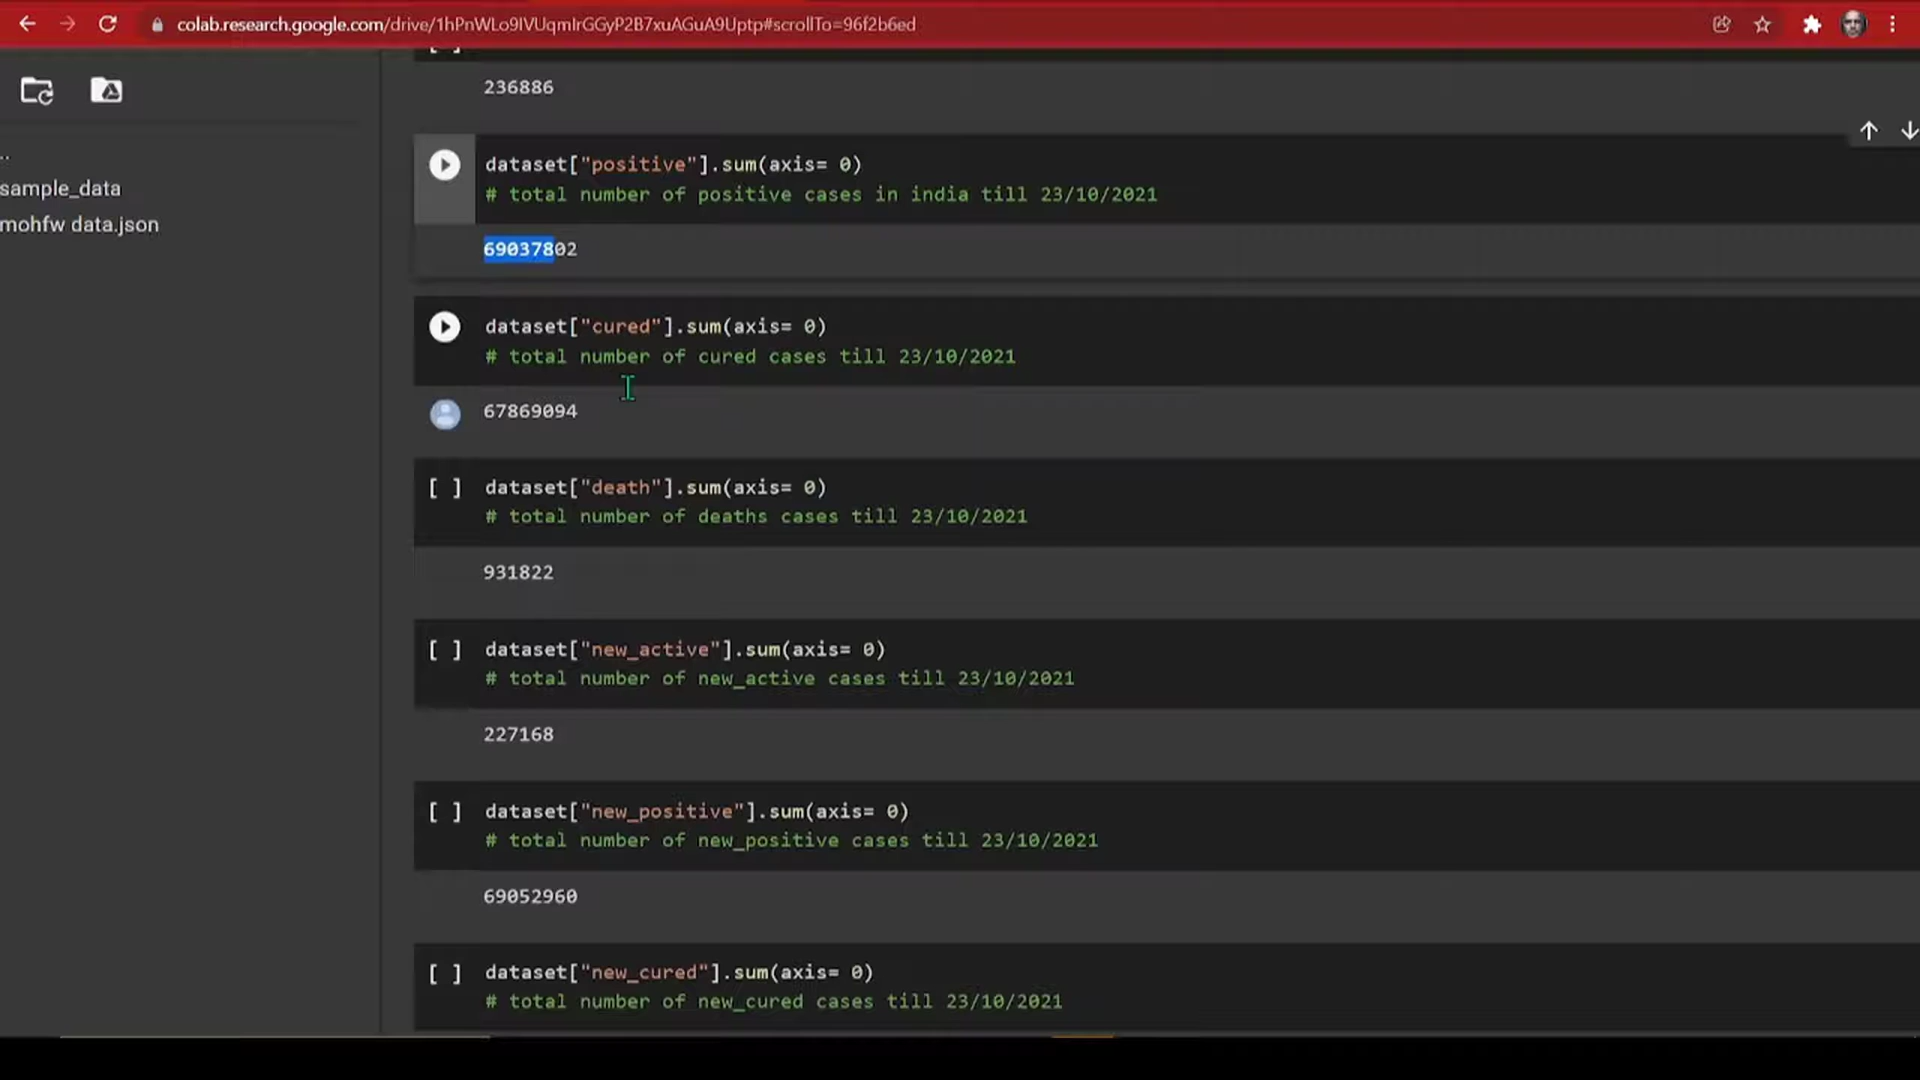 colab.research.google.com/drive/1hPnWLo9IVUqmIrGGyP2B7xuAGuA9Uptp#scrollTo=96f2b6ed
[ ]
236886
..
sample_data
mohfw data.json
dataset["positive"].sum(axis= 0)
# total number of positive cases in india till 23/10/2021
69037802
dataset["cured"].sum(axis= 0)
# total number of cured cases till 23/10/2021
67869094
[ ] dataset["death"].sum(axis= 0)
# total number of deaths cases till 23/10/2021
931822
[ ] dataset["new_active"].sum(axis= 0)
# total number of new_active cases till 23/10/2021
227168
[ ] dataset["new_positive"].sum(axis= 0)
# total number of new_positive cases till 23/10/2021
69052960
[ ] dataset["new_cured"].sum(axis= 0)
# total number of new_cured cases till 23/10/2021